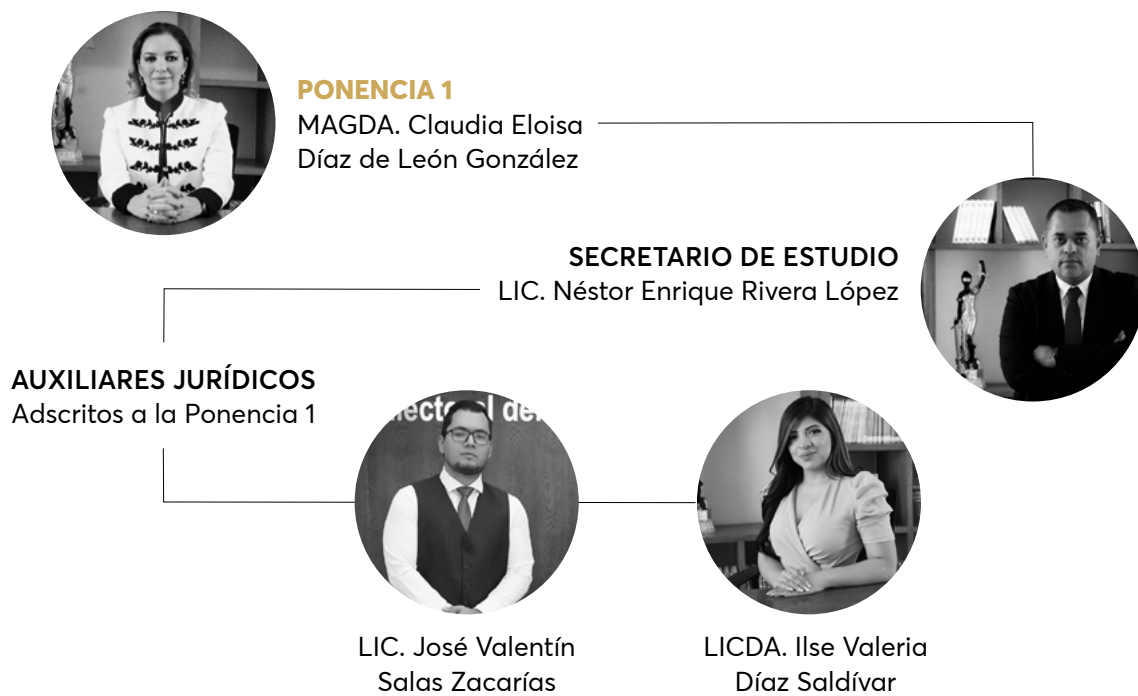 PONENCIA 1
MAGDA. Claudia Eloisa
Díaz de León González
SECRETARIO DE ESTUDIO
LIC. Néstor Enrique Rivera López
AUXILIARES JURÍDICOS
Adscritos a la Ponencia 1
LIC. José Valentín
Salas Zacarías
LICDA. Ilse Valeria
Díaz Saldívar